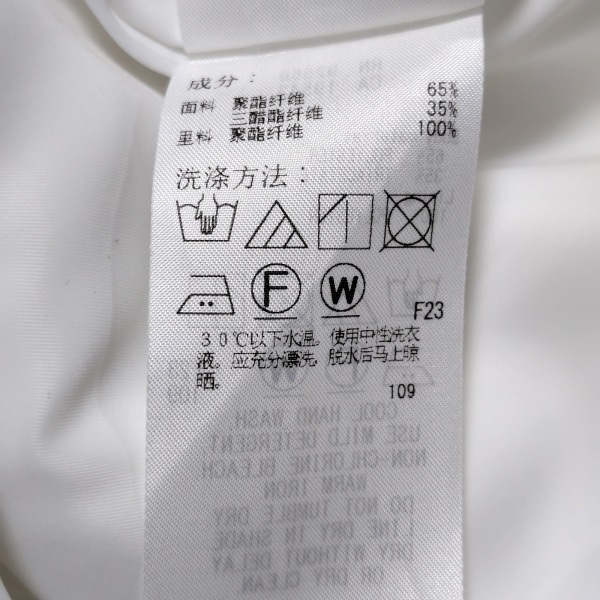 成分：
面料 聚酯纤维 65%
三醋酯纤维 35%
里料 聚酯纤维 100%
洗涤方法：
F W
F23
30℃以下水温。使用中性洗衣
液。应充分漂洗，脱水后马上晾
晒。
109
COOL HAND WASH.
USE MILD DETERGENT.
NON-CHLORINE BLEACH
WARM IRON
DO NOT TUMBLE DRY
LINE DRY IN SHADE
DRY WITHOUT DELAY
OR DRY CLEAN